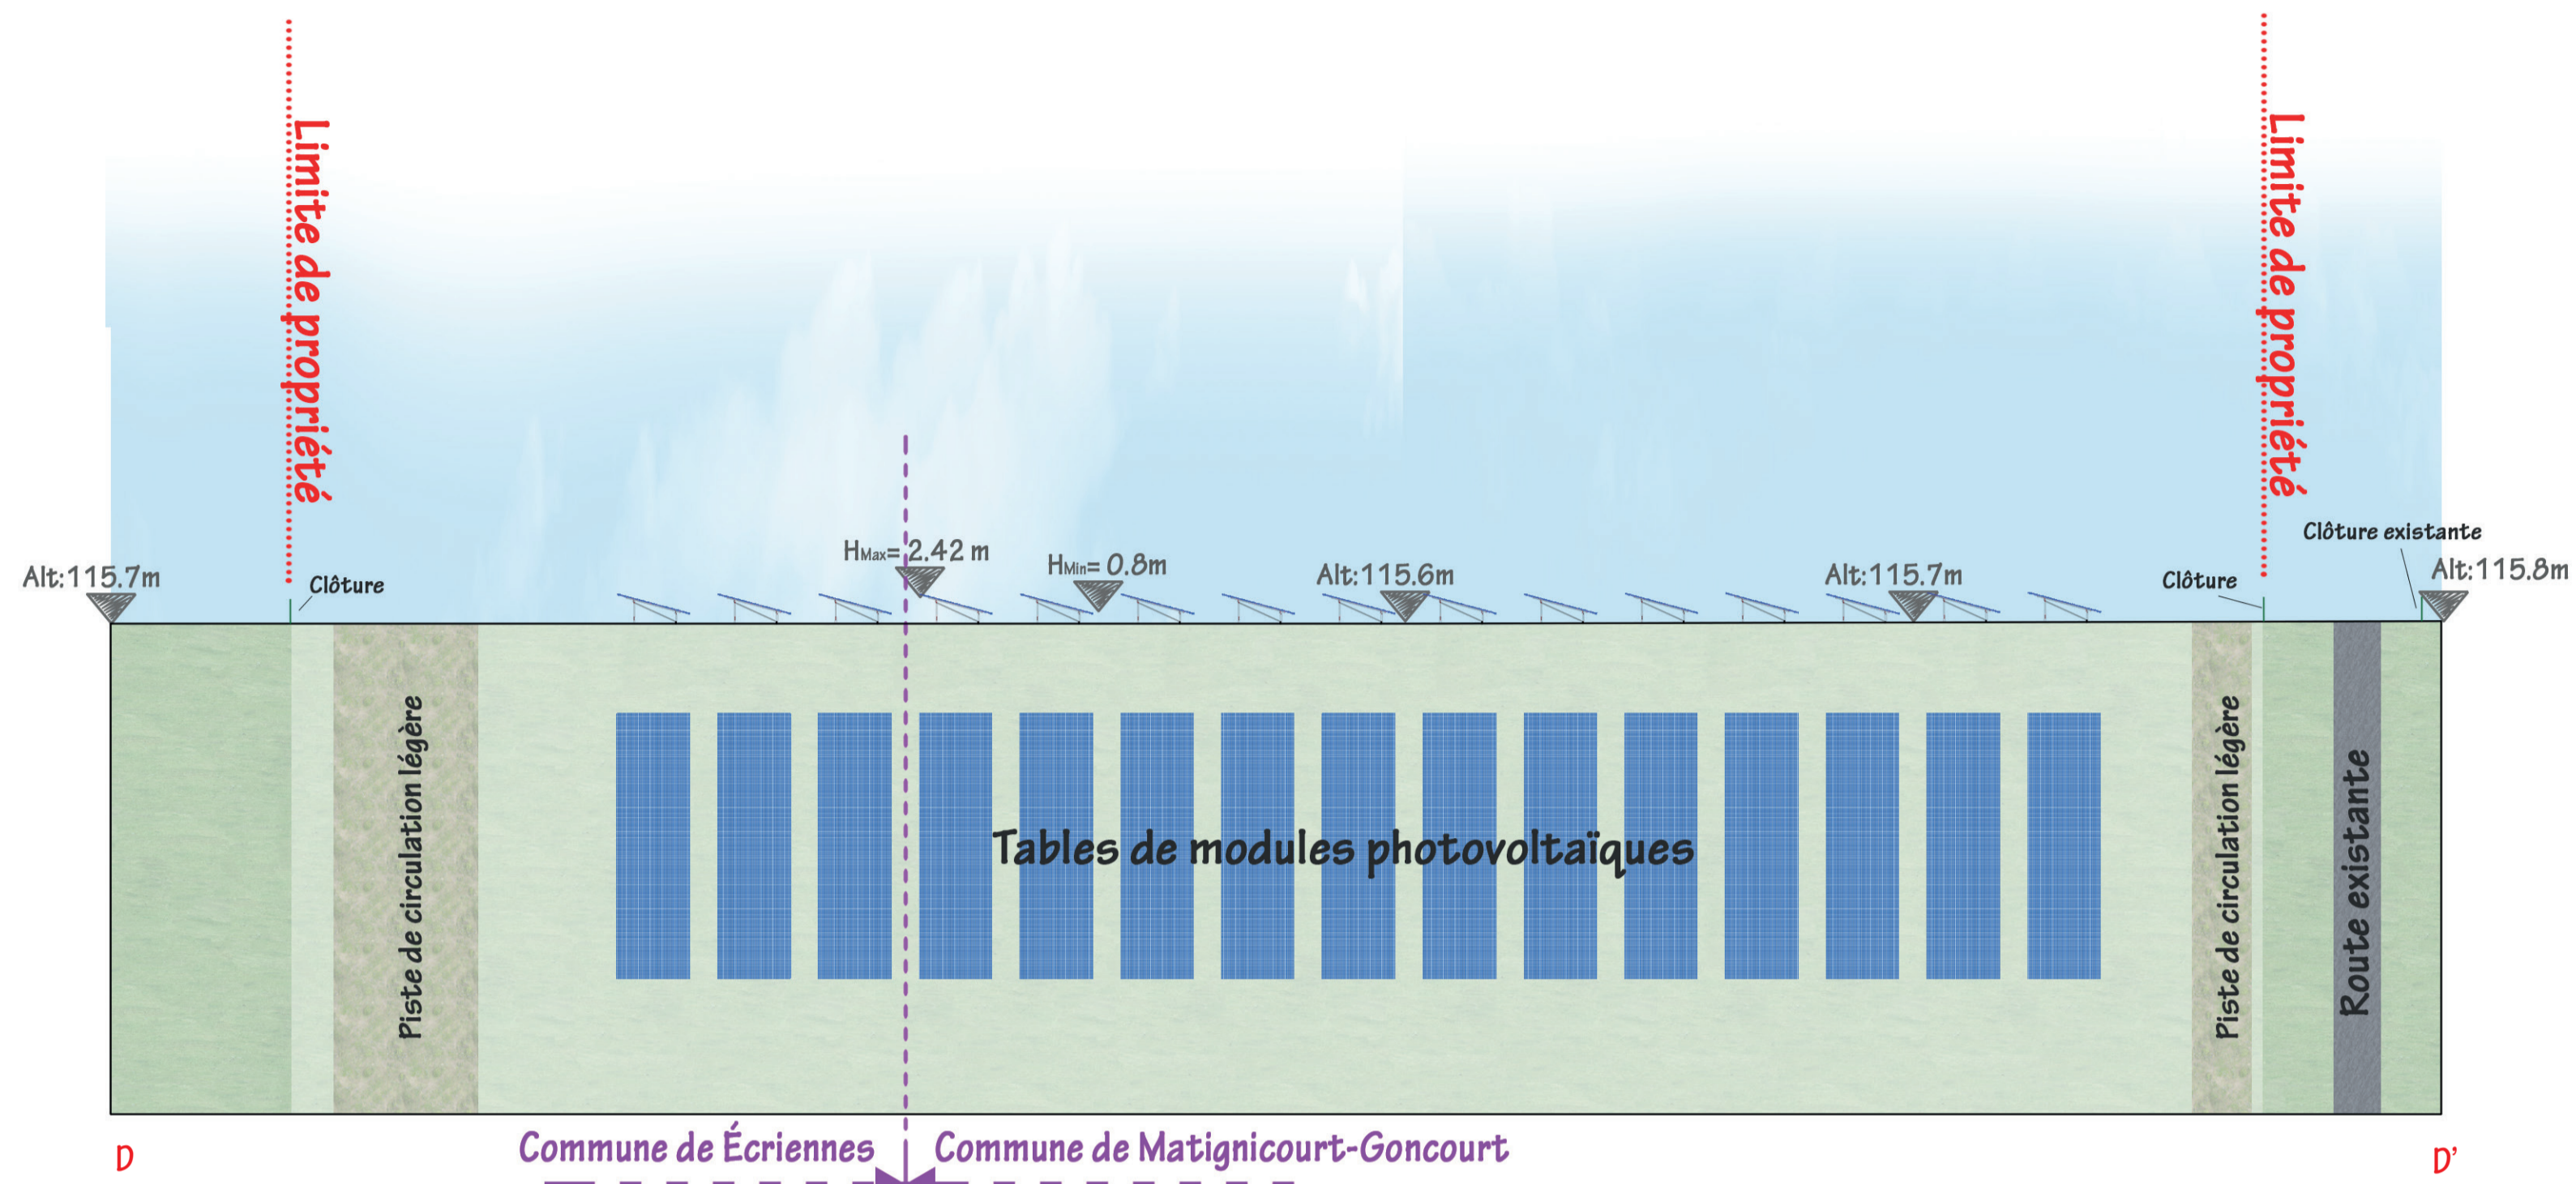 Limite de propriété
Limite de propriété
Clôture existante
HMax= 2.42 m
HMin= 0.8m
Alt:115.7m
Clôture
Alt:115.6m
Alt:115.7m
Clôture
Alt:115.8m
Piste de circulation légère
Tables de modules photovoltaïques
Piste de circulation légère
Route existante
Commune de Écriennes
Commune de Matignicourt-Goncourt
D
D'